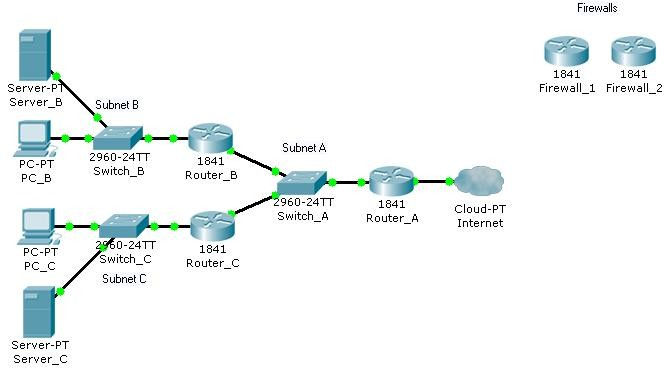 Firewalls
1841
Firewall_1
1841
Firewall_2
Server-PT
Server_B
Subnet B
PC-PT
PC_B
2960-24TT
Switch_B
1841
Router_B
Subnet A
2960-24TT
Switch_A
1841
Router_A
Cloud-PT
Internet
PC-PT
PC_C
2960-24TT
Switch_C
1841
Router_C
Subnet C
Server-PT
Server_C